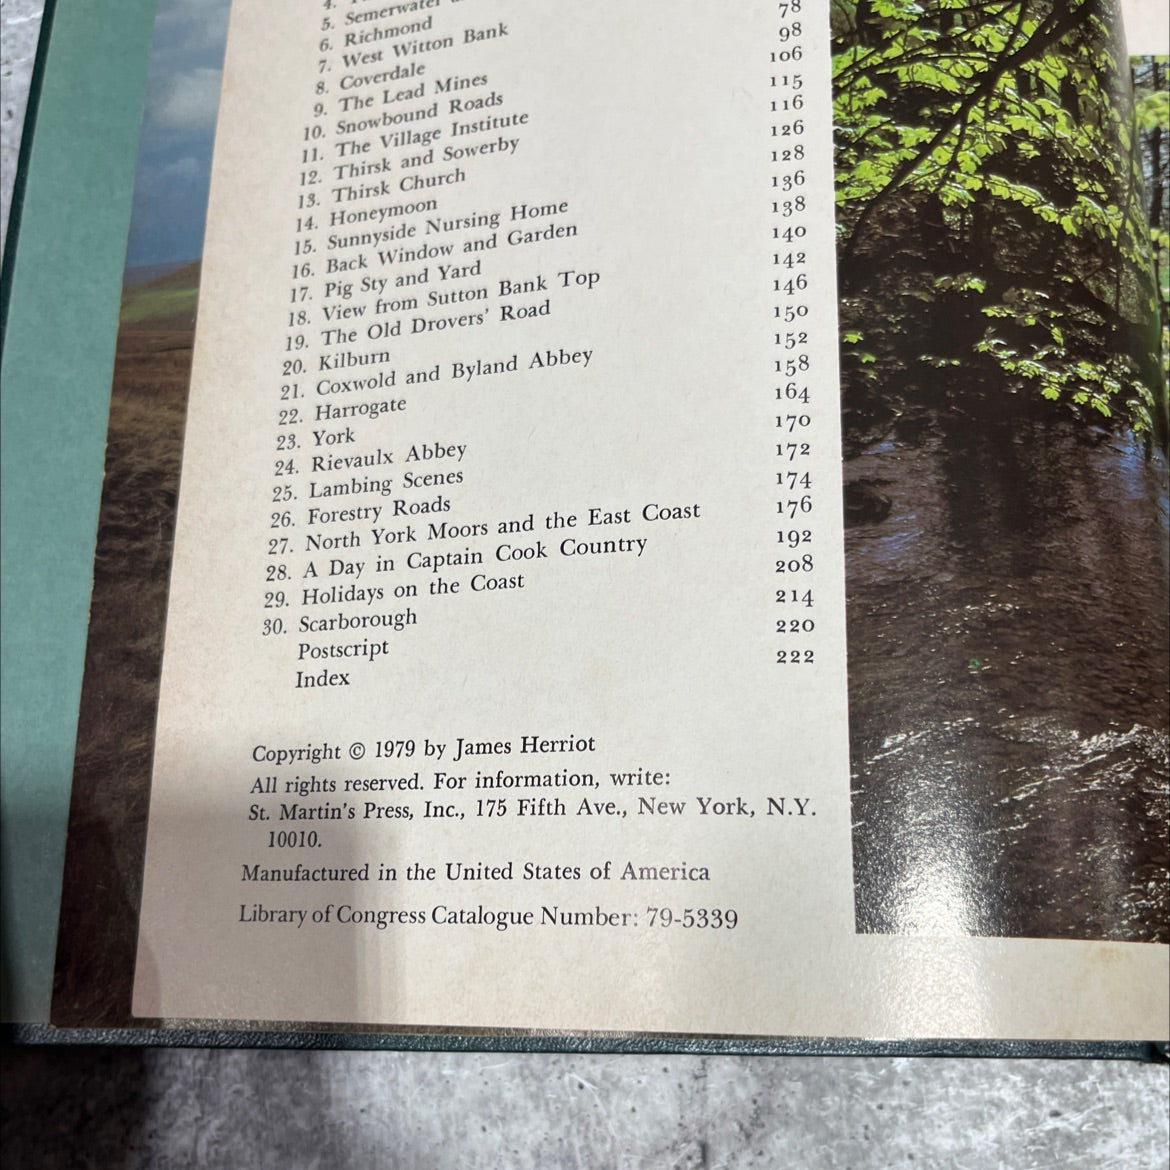 4.
5. Semerwater
6. Richmond
7. West Witton Bank
8. Coverdale 78
9. The Lead Mines 98
10. Snowbound Roads 106
11. The Village Institute 115
12. Thirsk and Sowerby 116
13. Thirsk Church 126
14. Honeymoon 128
15. Sunnyside Nursing Home 136
16. Back Window and Garden 138
17. Pig Sty and Yard 140
18. View from Sutton Bank Top 142
19. The Old Drovers' Road 146
20. Kilburn 150
21. Coxwold and Byland Abbey 152
22. Harrogate 158
23. York 164
24. Rievaulx Abbey 170
25. Lambing Scenes 172
26. Forestry Roads 174
27. North York Moors and the East Coast 176
28. A Day in Captain Cook Country 192
29. Holidays on the Coast 208
30. Scarborough 214
Postscript 220
Index 222
Copyright © 1979 by James Herriot
All rights reserved. For information, write:
St. Martin's Press, Inc., 175 Fifth Ave., New York, N.Y.
10010.
Manufactured in the United States of America
Library of Congress Catalogue Number: 79-5339